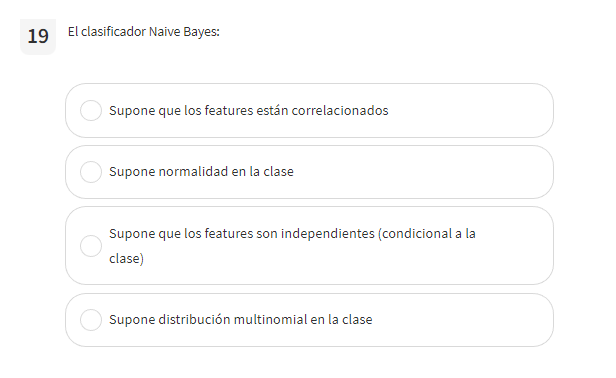 19
El clasificador Naive Bayes:
Supone que los features están correlacionados
Supone normalidad en la clase
Supone que los features son independientes (condicional a la
clase)
Supone distribución multinomial en la clase